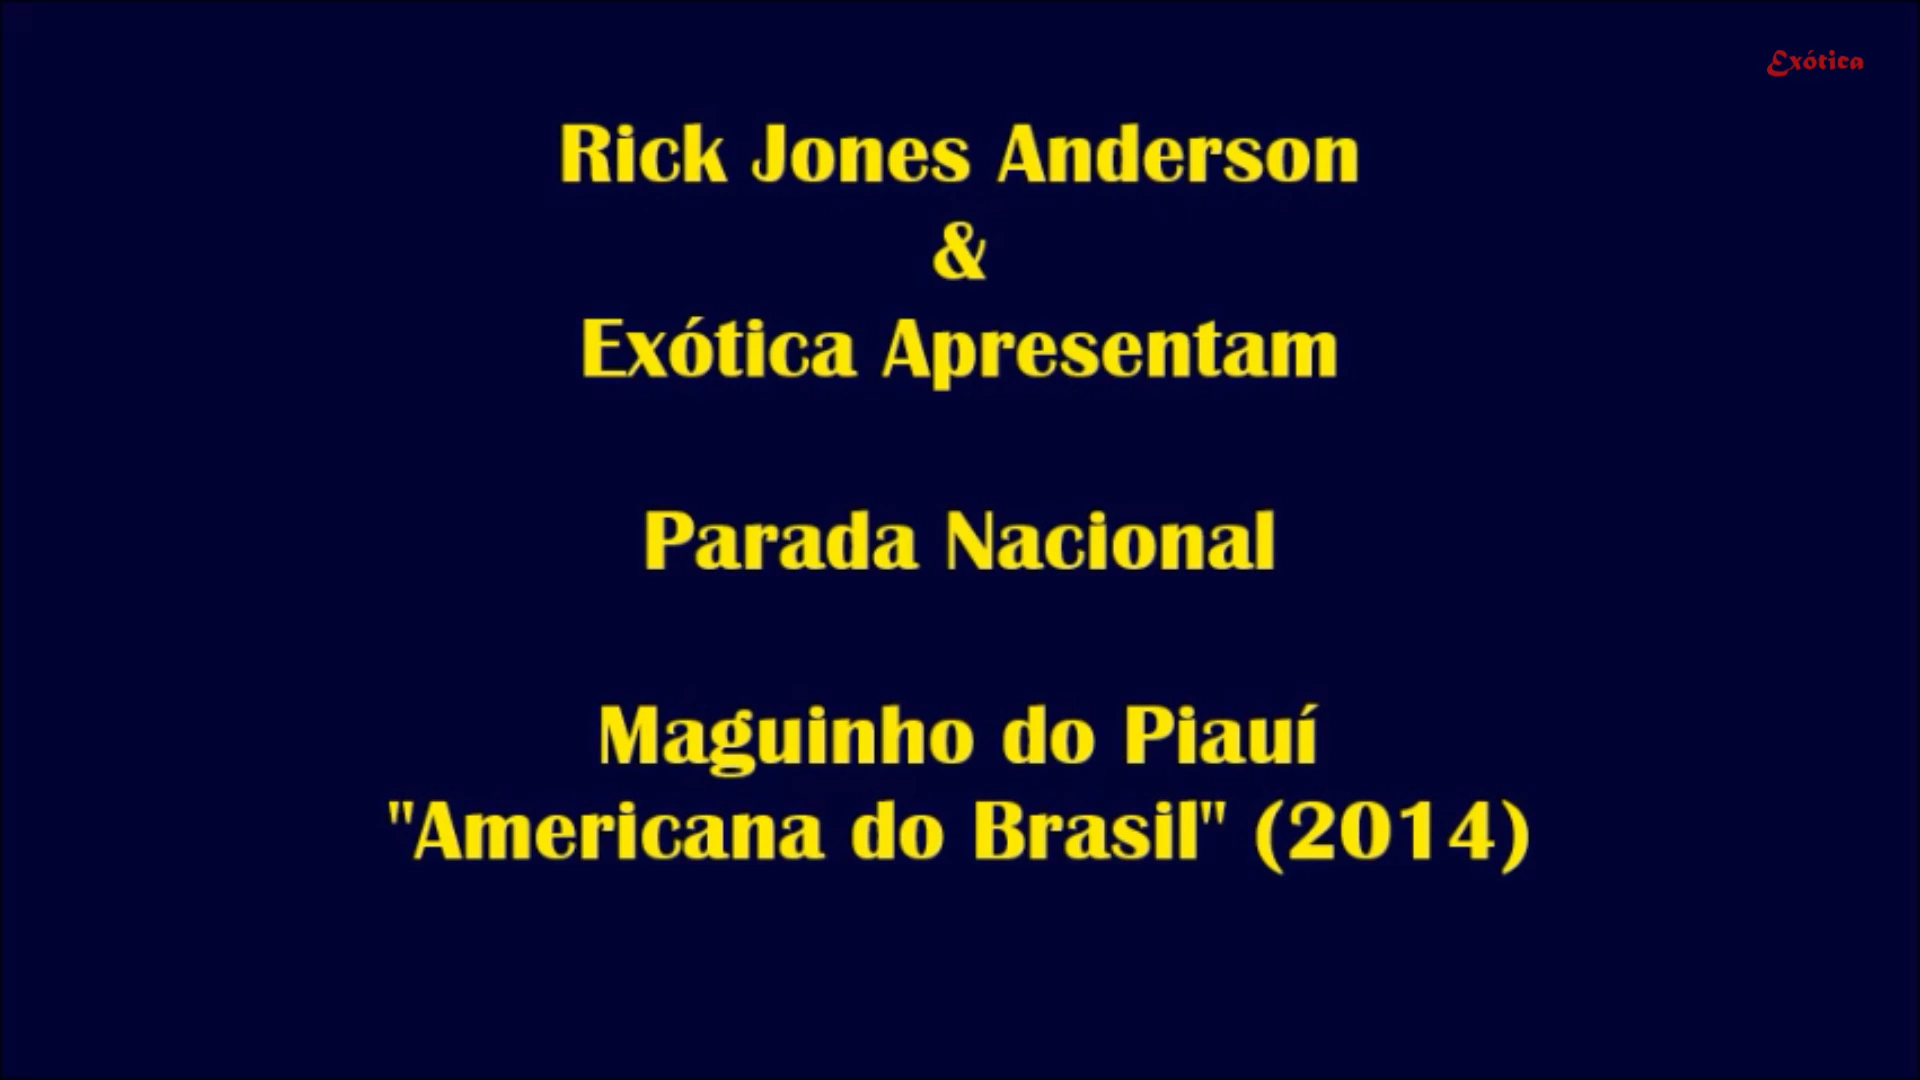 Exótica
Rick Jones Anderson
&
Exótica Apresentam
Parada Nacional
Maguinho do Piauí
"Americana do Brasil" (2014)